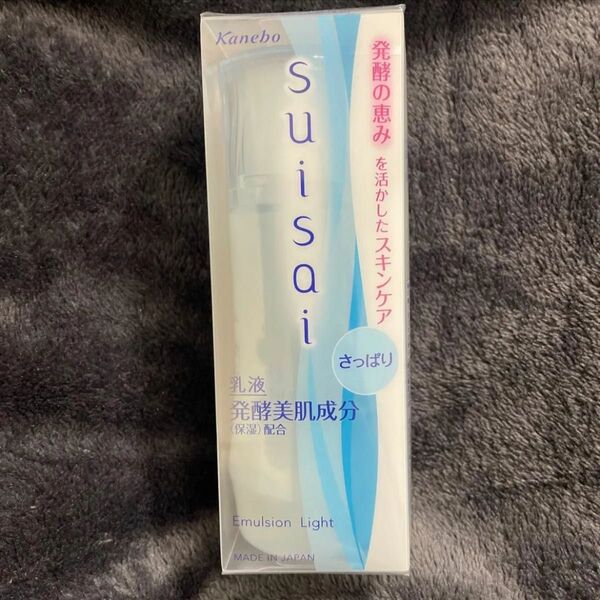 Kanebo
suisai
発酵の恵みを活かしたスキンケア
さっぱり
乳液
発酵美肌成分
(保湿)配合
Emulsion Light
MADE IN JAPAN